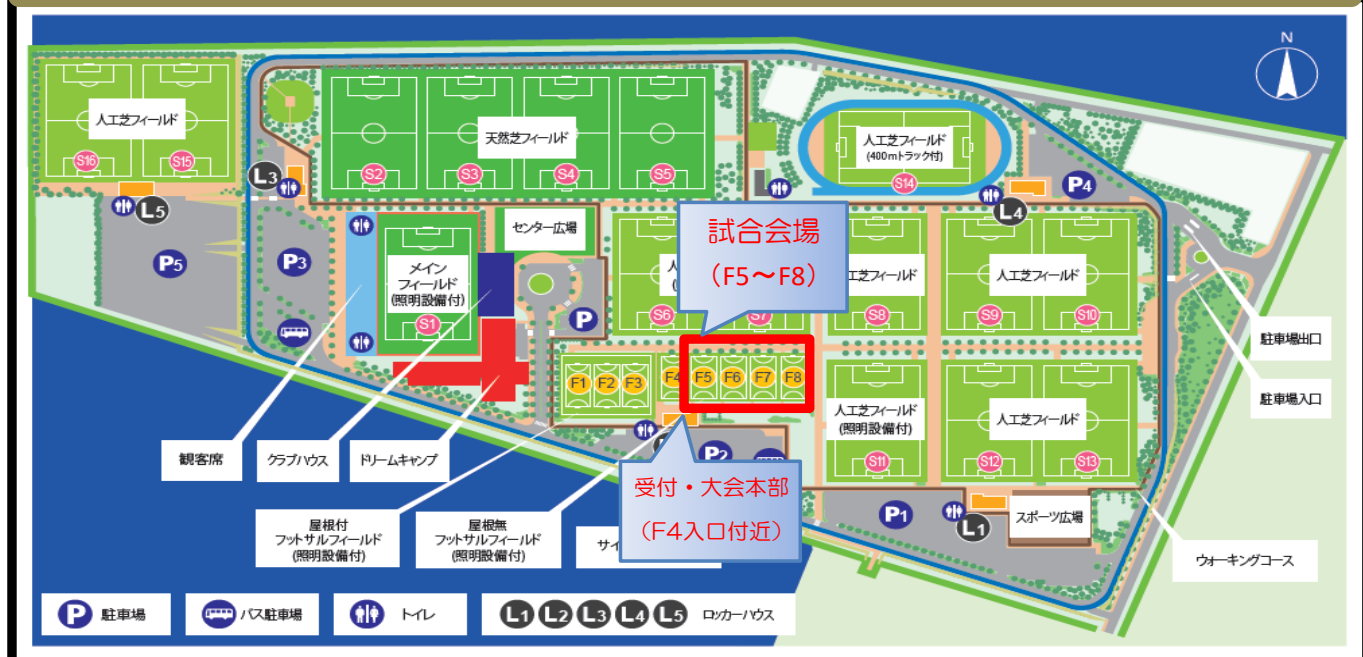 N
人工芝フィールド
S16
S15
天然芝フィールド
S2
S3
S4
S5
人工芝フィールド
(400mトラック付)
S14
L3
L5
P4
L4
P5
P3
メイン
フィールド
(照明設備付)
S1
センター広場
P
試合会場
（F5〜F8）
S6
S7
人工芝フィールド
S8
人工芝フィールド
S9
S10
駐車場出口
駐車場入口
F1
F2
F3
F4
F5
F6
F7
F8
人工芝フィールド
(照明設備付)
S11
人工芝フィールド
S12
S13
P2
受付・大会本部
（F4入口付近）
観客席
クラブハウス
ドリームキャンプ
屋根付
フットサルフィールド
(照明設備付)
屋根無
フットサルフィールド
(照明設備付)
P1
L1
スポーツ広場
ウォーキングコース
P 駐車場
バス駐車場
トイレ
L1 L2 L3 L4 L5 ロッカーハウス